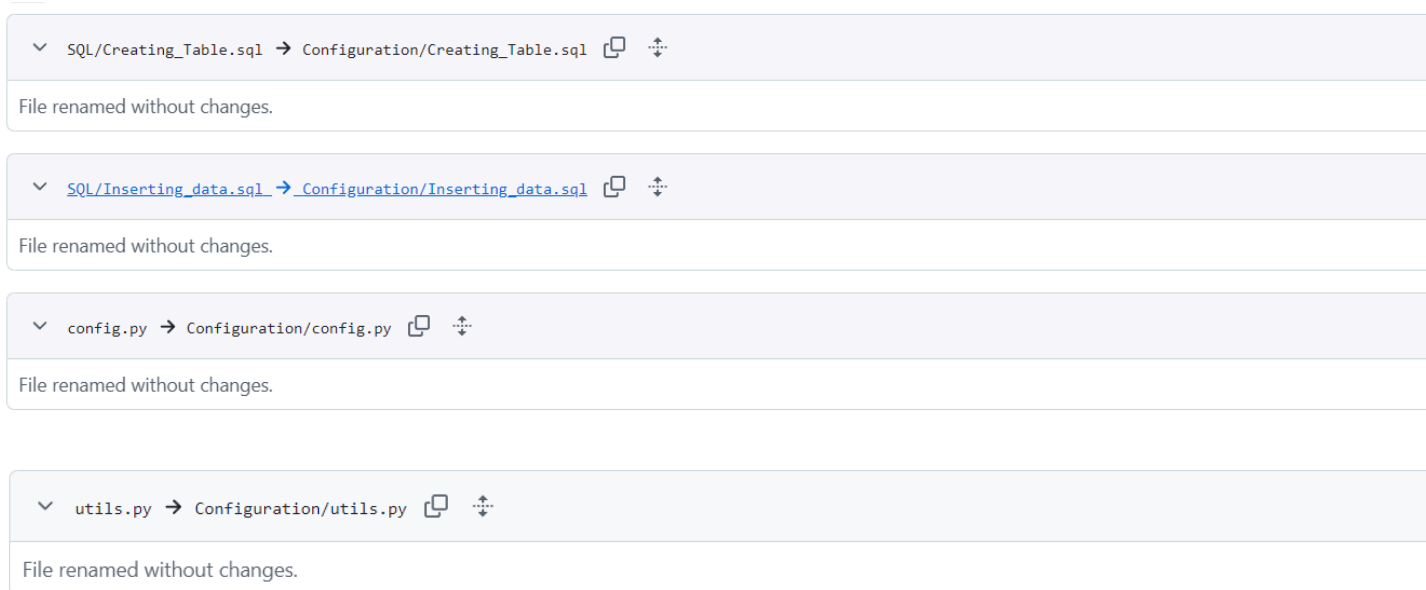 SQL/Creating_Table.sql → Configuration/Creating_Table.sql
File renamed without changes.
SQL/Inserting_data.sql → Configuration/Inserting_data.sql
File renamed without changes.
config.py → Configuration/config.py
File renamed without changes.
utils.py → Configuration/utils.py
File renamed without changes.